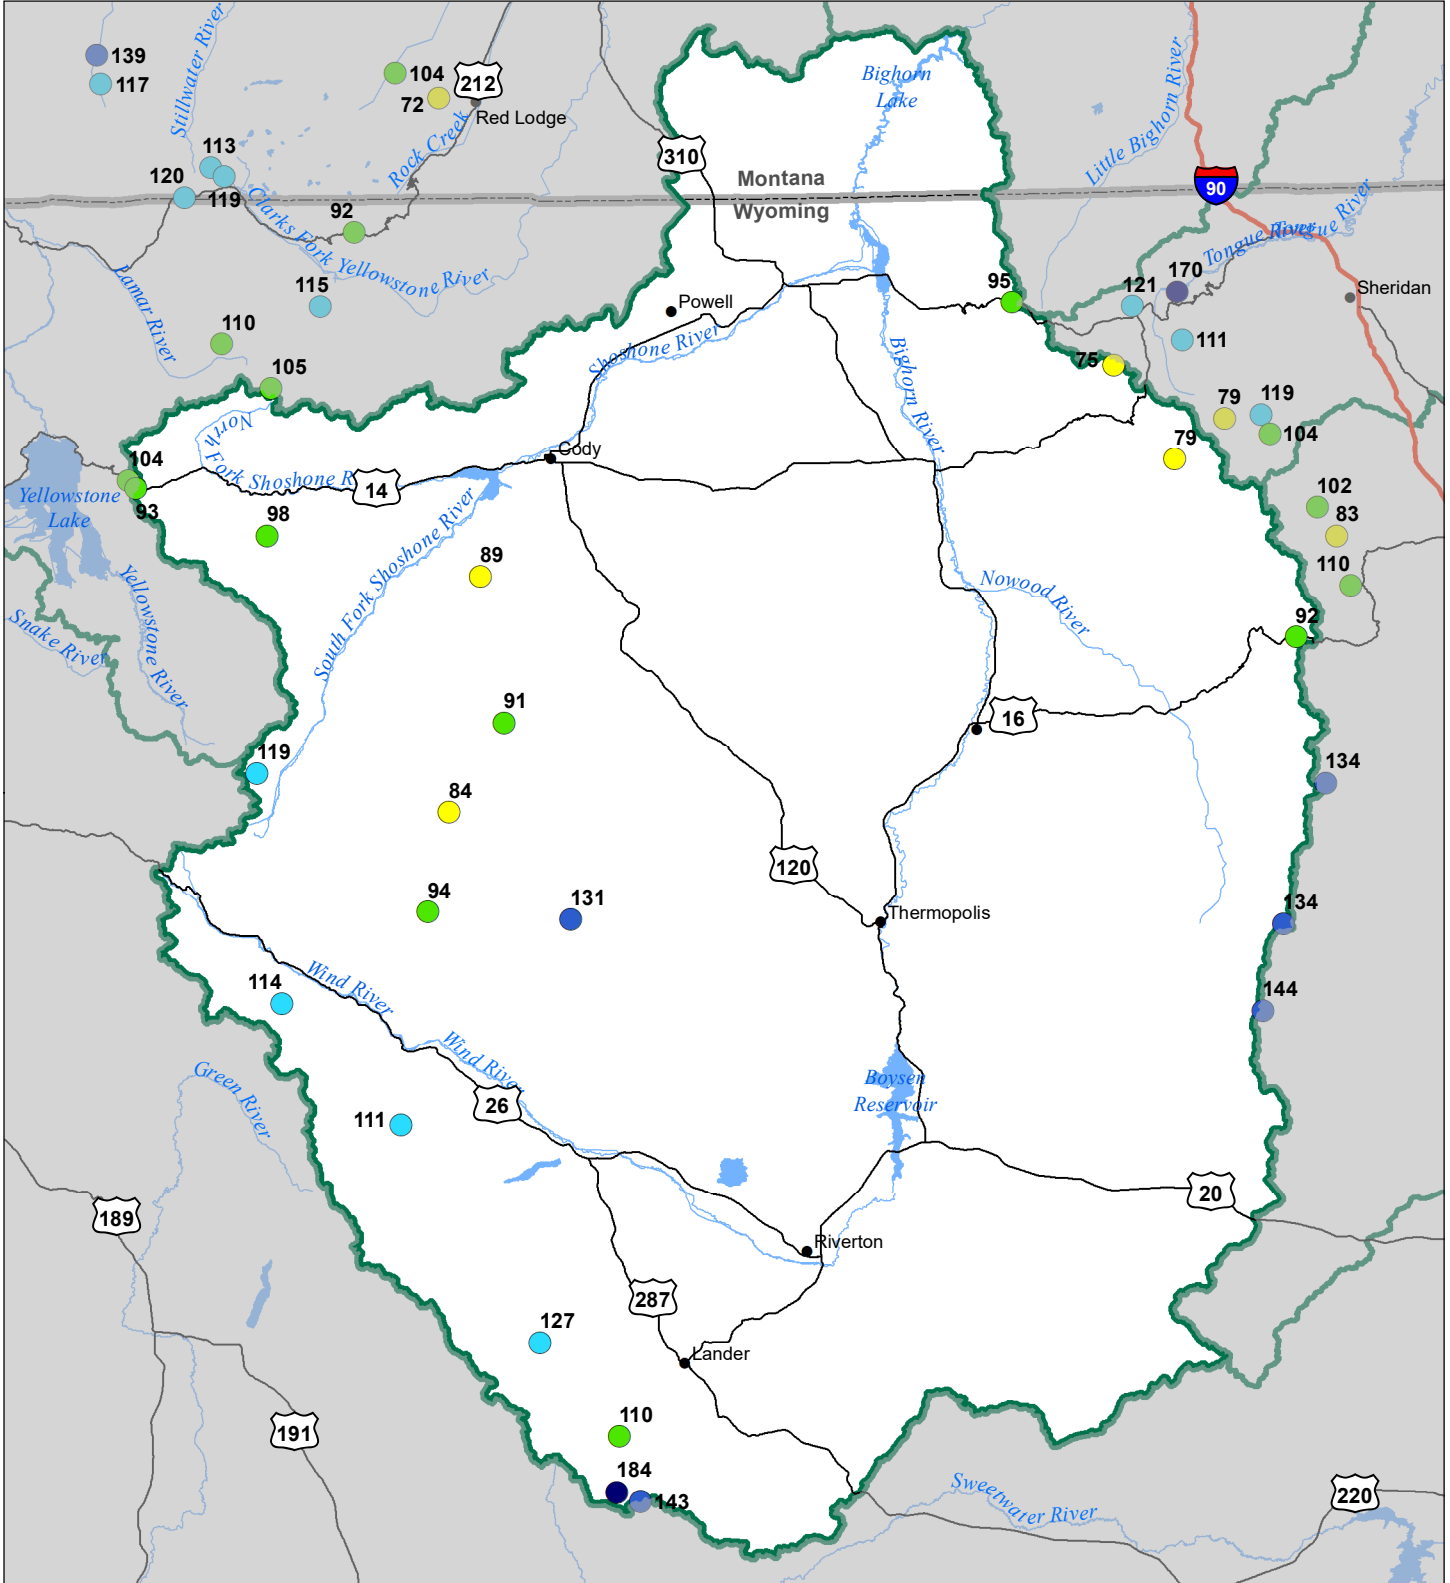 139
117
Stillwater River
104
72
212
Red Lodge
Rock Creek
310
Bighorn
Lake
Little Bighorn River
90
113
120
119
Montana
Wyoming
92
Clarks Fork Yellowstone River
Tongue River
Tongue River
115
Lamar River
110
105
Powell
Shoshone River
95
121
170
Sheridan
111
75
Bighorn River
79
119
104
79
North
Fork Shoshone R
14
Cody
104
93
Yellowstone
Lake
98
102
83
110
89
South Fork Shoshone River
Yellowstone River
Snake River
Nowood River
92
91
16
119
134
84
120
94
131
Thermopolis
134
114
Wind River
144
Wind River
Boysen
Reservoir
Green River
26
111
189
20
Riverton
287
127
Lander
110
191
184
143
Sweetwater River
220